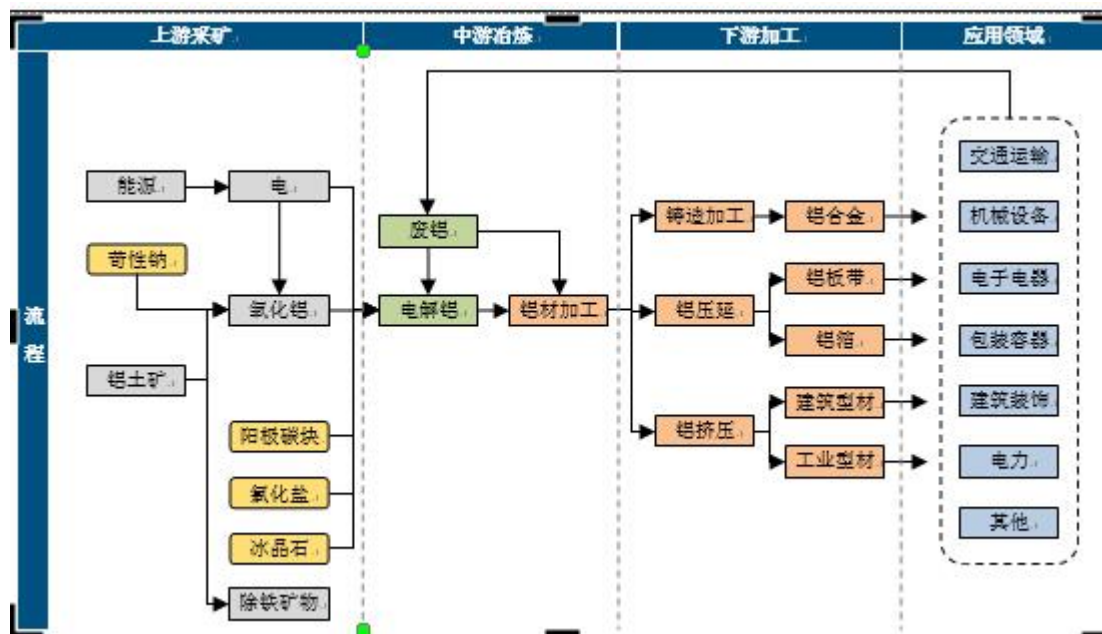 上游采矿
中游冶炼
下游加工
应用领域
流程
能源
电
苛性钠
氧化铝
铝土矿
阳极碳块
氟化盐
冰晶石
除铁矿物
废铝
电解铝
铝材加工
铸造加工
铝合金
铝压延
铝板带
铝箔
铝挤压
建筑型材
工业型材
交通运输
机械设备
电子电器
包装容器
建筑装饰
电力
其他